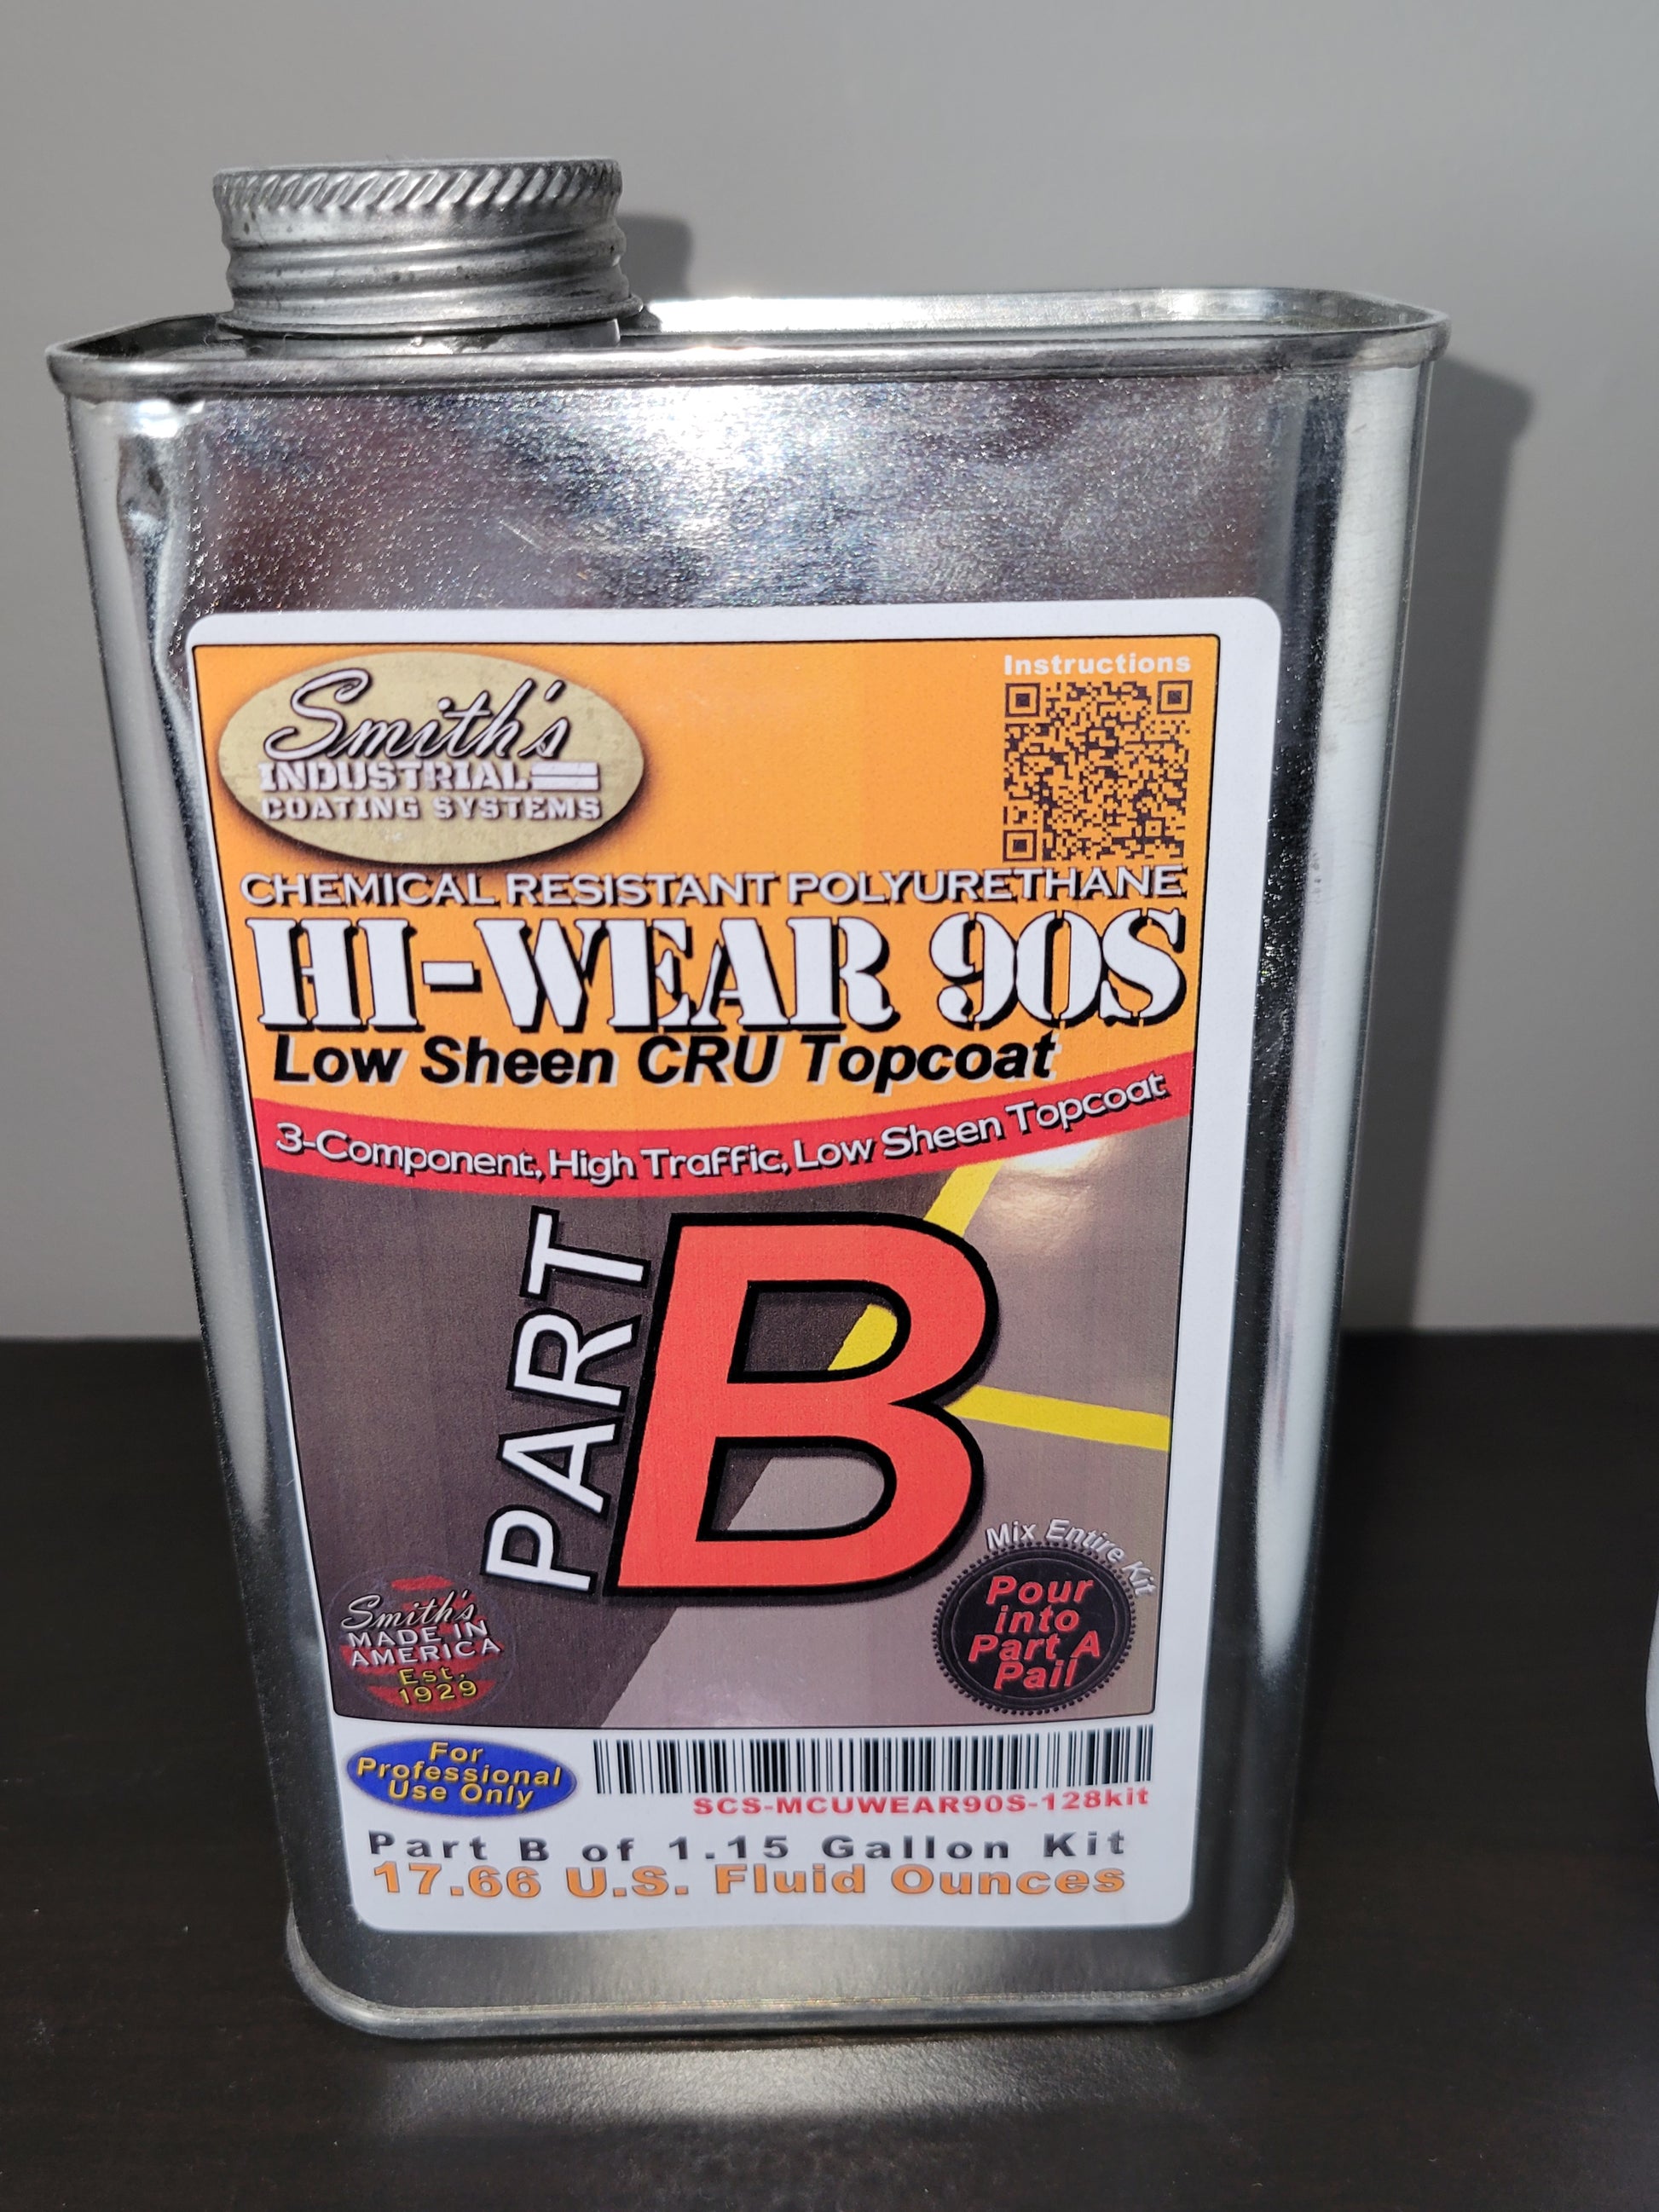 Smith's
INDUSTRIAL
COATING SYSTEMS
Instructions
CHEMICAL RESISTANT POLYURETHANE
HI-WEAR 90S
Low Sheen CRU Topcoat
3-Component, High Traffic, Low Sheen Topcoat
PART
B
Smith's
MADE IN
AMERICA
Est.
1929
Mix Entire Kit
Pour
into
Part A
Pail
For
Professional
Use Only
SCS-MCUWEAR90S-128kit
Part B of 1.15 Gallon Kit
17.66 U.S. Fluid Ounces